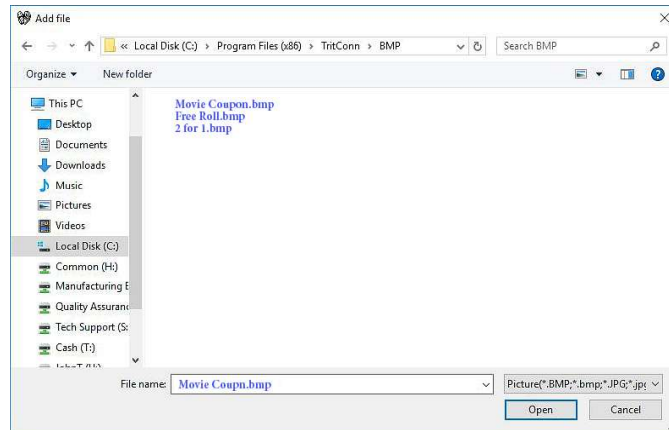 Add file
« Local Disk (C:) › Program Files (x86) › TritConn › BMP
Search BMP
Organize
New folder
This PC
Desktop
Documents
Downloads
Music
Pictures
Videos
Local Disk (C:)
Common (H:)
Manufacturing
Quality Assuranc
Tech Support (S:
Cash (T:)
Movie Coupon.bmp
Free Roll.bmp
2 for 1.bmp
File name: Movie Coupn.bmp
Picture(*.BMP;*.bmp;*.JPG;*.jpg
Open Cancel